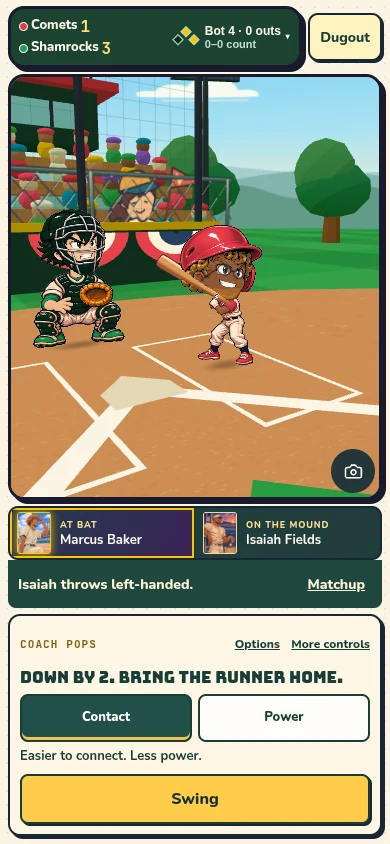 Comets 1
Shamrocks 3
Bot 4 · 0 outs
0–0 count
Dugout
AT BAT
Marcus Baker
ON THE MOUND
Isaiah Fields
Isaiah throws left-handed.
Matchup
COACH POPS
Options
More controls
DOWN BY 2. BRING THE RUNNER HOME.
Contact
Power
Easier to connect. Less power.
Swing